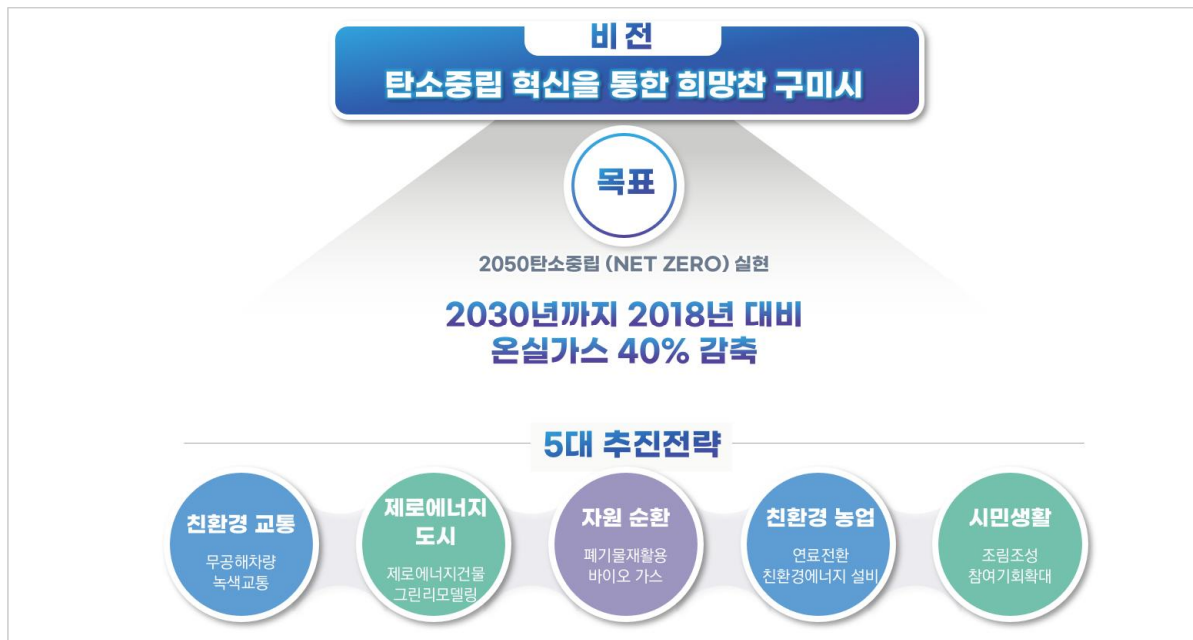 비전
탄소중립 혁신을 통한 희망찬 구미시
목표
2050탄소중립 (NET ZERO) 실현
2030년까지 2018년 대비
온실가스 40% 감축
5대 추진전략
친환경 교통
무공해차량
녹색교통
제로에너지
도시
제로에너지건물
그린리모델링
자원 순환
폐기물재활용
바이오 가스
친환경 농업
연료전환
친환경에너지 설비
시민생활
조림조성
참여기회확대